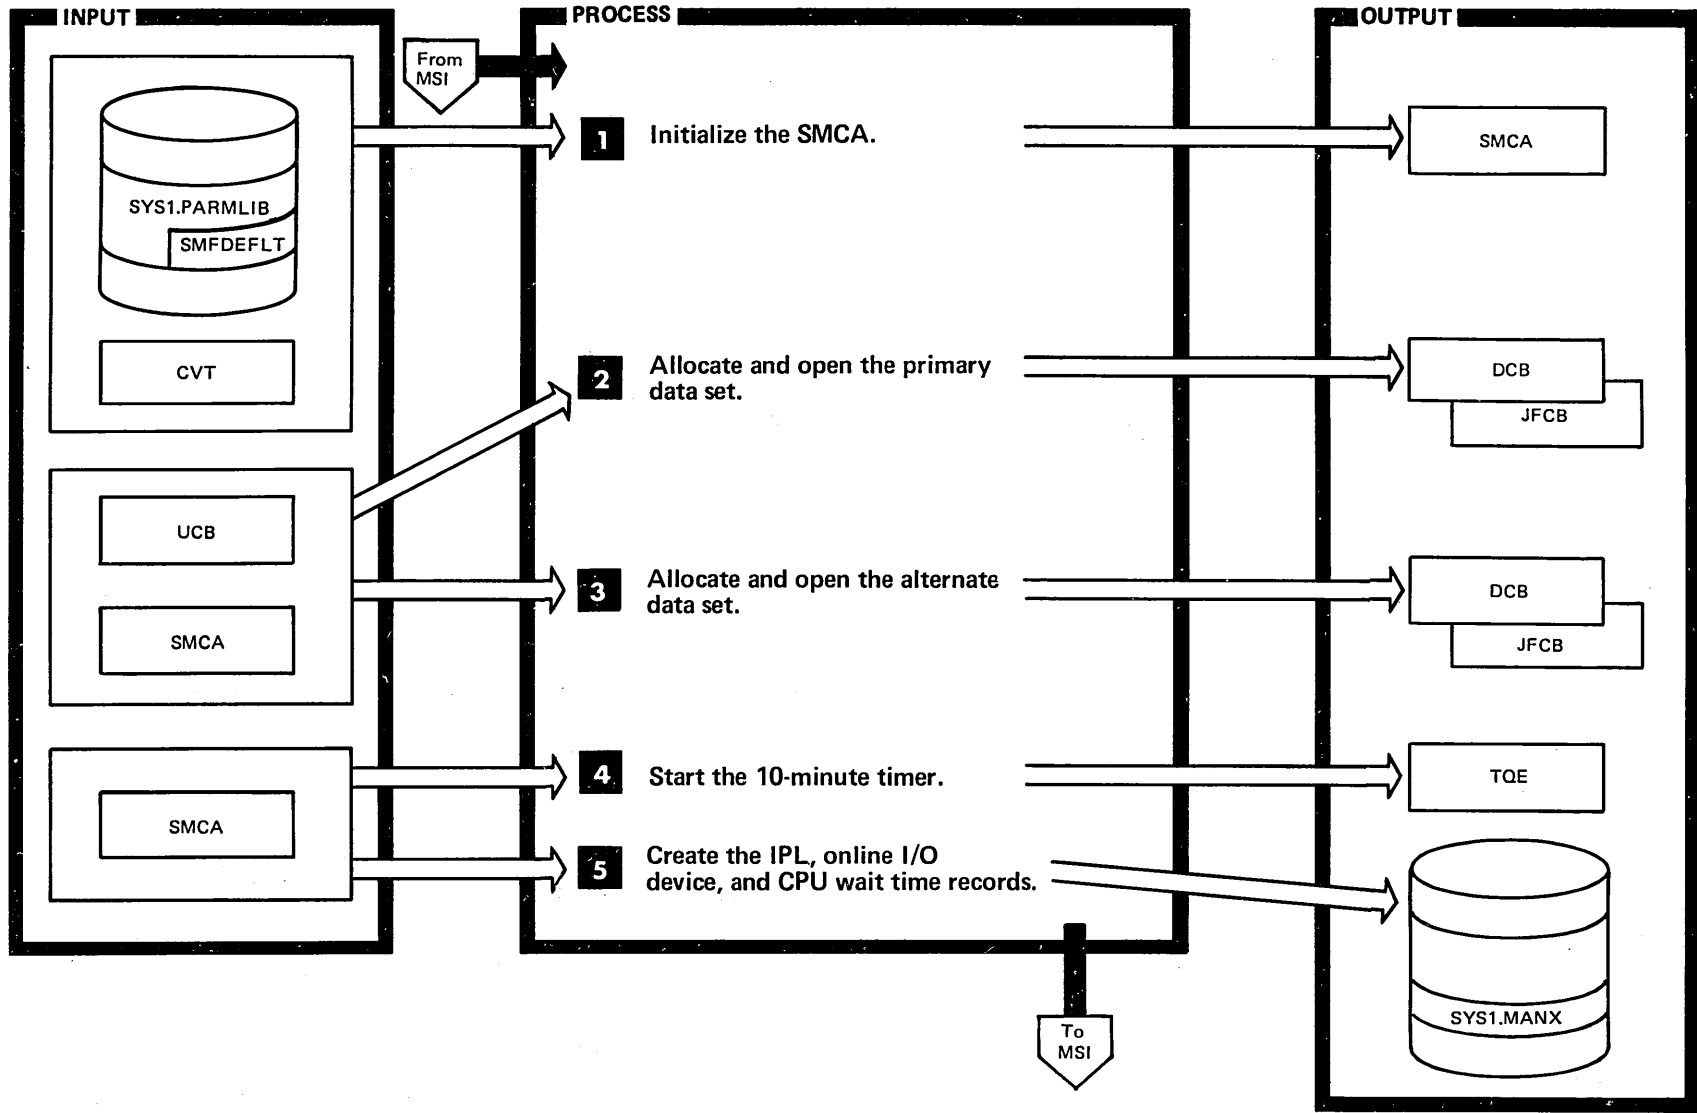 INPUT
PROCESS
OUTPUT
From
MSI
SYS1.PARMLIB
SMFDEFLT
CVT
UCB
SMCA
SMCA
1 Initialize the SMCA.
2 Allocate and open the primary
data set.
3 Allocate and open the alternate
data set.
4 Start the 10-minute timer.
5 Create the IPL, online I/O
device, and CPU wait time records.
To
MSI
SMCA
DCB
JFCB
DCB
JFCB
TQE
SYS1.MANX